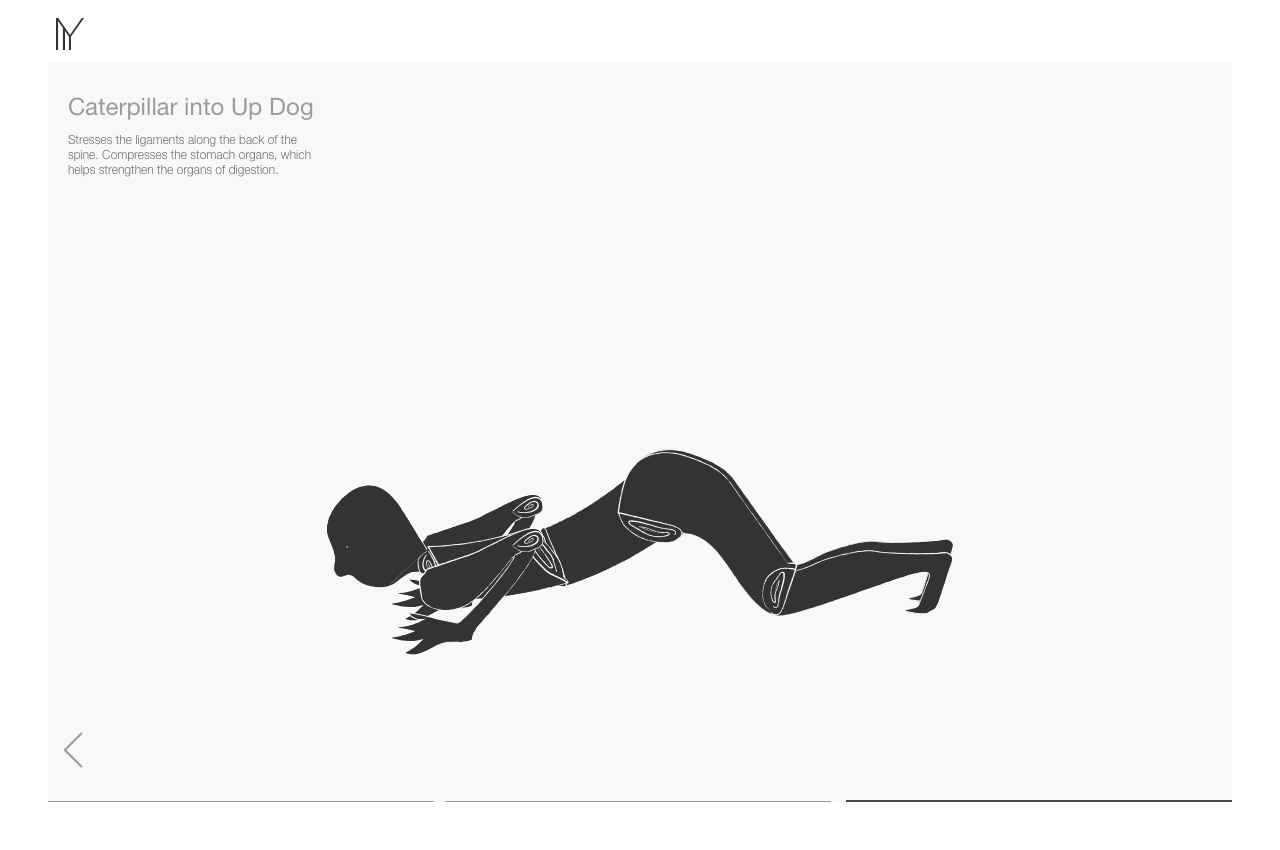 Caterpillar into Up Dog
Stresses the ligaments along the back of the
spine. Compresses the stomach organs, which
helps strengthen the organs of digestion.